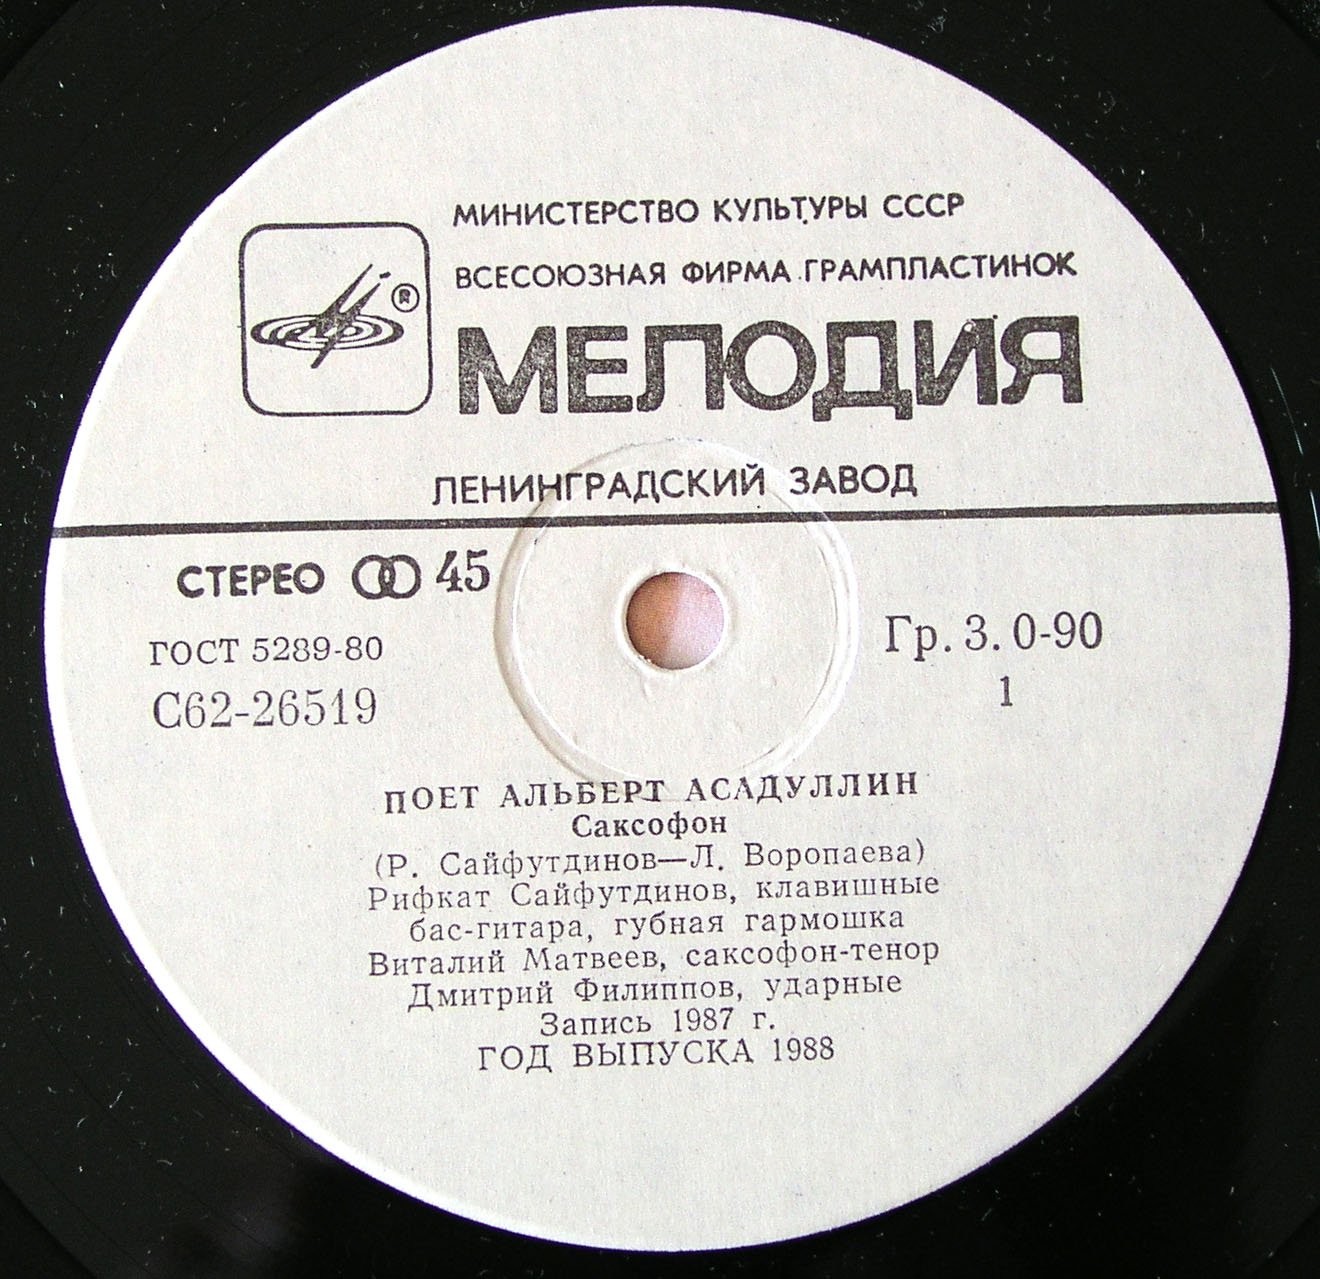 МИНИСТЕРСТВО КУЛЬТУРЫ СССР
ВСЕСОЮЗНАЯ ФИРМА ГРАМПЛАСТИНОК
®
МЕЛОДИЯ
ЛЕНИНГРАДСКИЙ ЗАВОД
СТЕРЕО 45
ГОСТ 5289-80
С62-26519
Гр. 3. 0-90
1
ПОЕТ АЛЬБЕРТ АСАДУЛЛИН
Саксофон
(Р. Сайфутдинов—Л. Воропаева)
Рифкат Сайфутдинов, клавишные
бас-гитара, губная гармошка
Виталий Матвеев, саксофон-тенор
Дмитрий Филиппов, ударные
Запись 1987 г.
ГОД ВЫПУСКА 1988